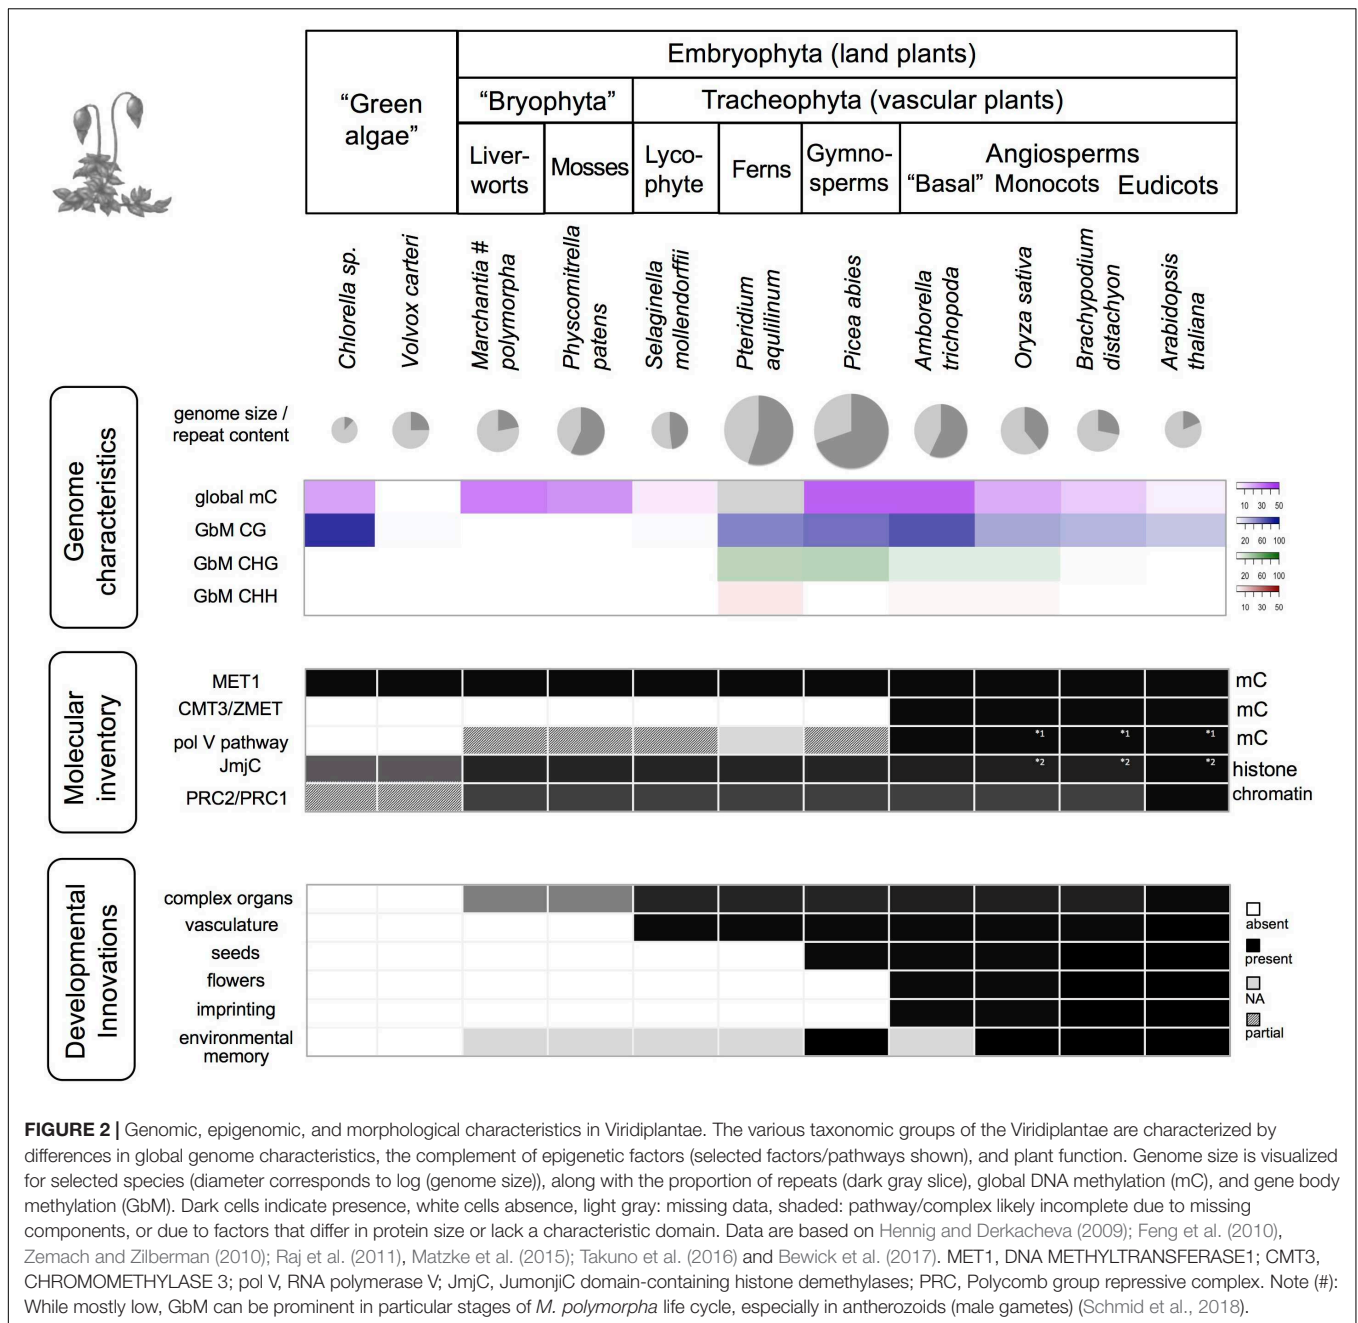 Embryophyta (land plants)
"Green algae"
"Bryophyta"
Tracheophyta (vascular plants)
Liver-
worts
Mosses
Lyco-
phyte
Ferns
Gymno-
sperms
Angiosperms
"Basal" Monocots Eudicots
Chlorella sp.
Volvox carteri
Marchantia #
polymorpha
Physcomitrella
patens
Selaginella
mollendorffii
Pteridium
aqulilinum
Picea abies
Amborella
trichopoda
Oryza sativa
Brachypodium
distachyon
Arabidopsis
thaliana
Genome
characteristics
genome size /
repeat content
global mC
GbM CG
GbM CHG
GbM CHH
10 30 50
20 60 100
20 60 100
10 30 50
Molecular
inventory
MET1 mC
CMT3/ZMET mC
pol V pathway *1 *1 *1 mC
JmjC *2 *2 *2 histone
PRC2/PRC1 chromatin
Developmental
Innovations
complex organs
vasculature
seeds
flowers
imprinting
environmental
memory
absent
present
NA
partial
FIGURE 2 | Genomic, epigenomic, and morphological characteristics in Viridiplantae. The various taxonomic groups of the Viridiplantae are characterized by
differences in global genome characteristics, the complement of epigenetic factors (selected factors/pathways shown), and plant function. Genome size is visualized
for selected species (diameter corresponds to log (genome size)), along with the proportion of repeats (dark gray slice), global DNA methylation (mC), and gene body
methylation (GbM). Dark cells indicate presence, white cells absence, light gray: missing data, shaded: pathway/complex likely incomplete due to missing
components, or due to factors that differ in protein size or lack a characteristic domain. Data are based on Hennig and Derkacheva (2009); Feng et al. (2010),
Zemach and Zilberman (2010); Raj et al. (2011), Matzke et al. (2015); Takuno et al. (2016) and Bewick et al. (2017). MET1, DNA METHYLTRANSFERASE1; CMT3,
CHROMOMETHYLASE 3; pol V, RNA polymerase V; JmjC, JumonjiC domain-containing histone demethylases; PRC, Polycomb group repressive complex. Note (#):
While mostly low, GbM can be prominent in particular stages of M. polymorpha life cycle, especially in antherozoids (male gametes) (Schmid et al., 2018).